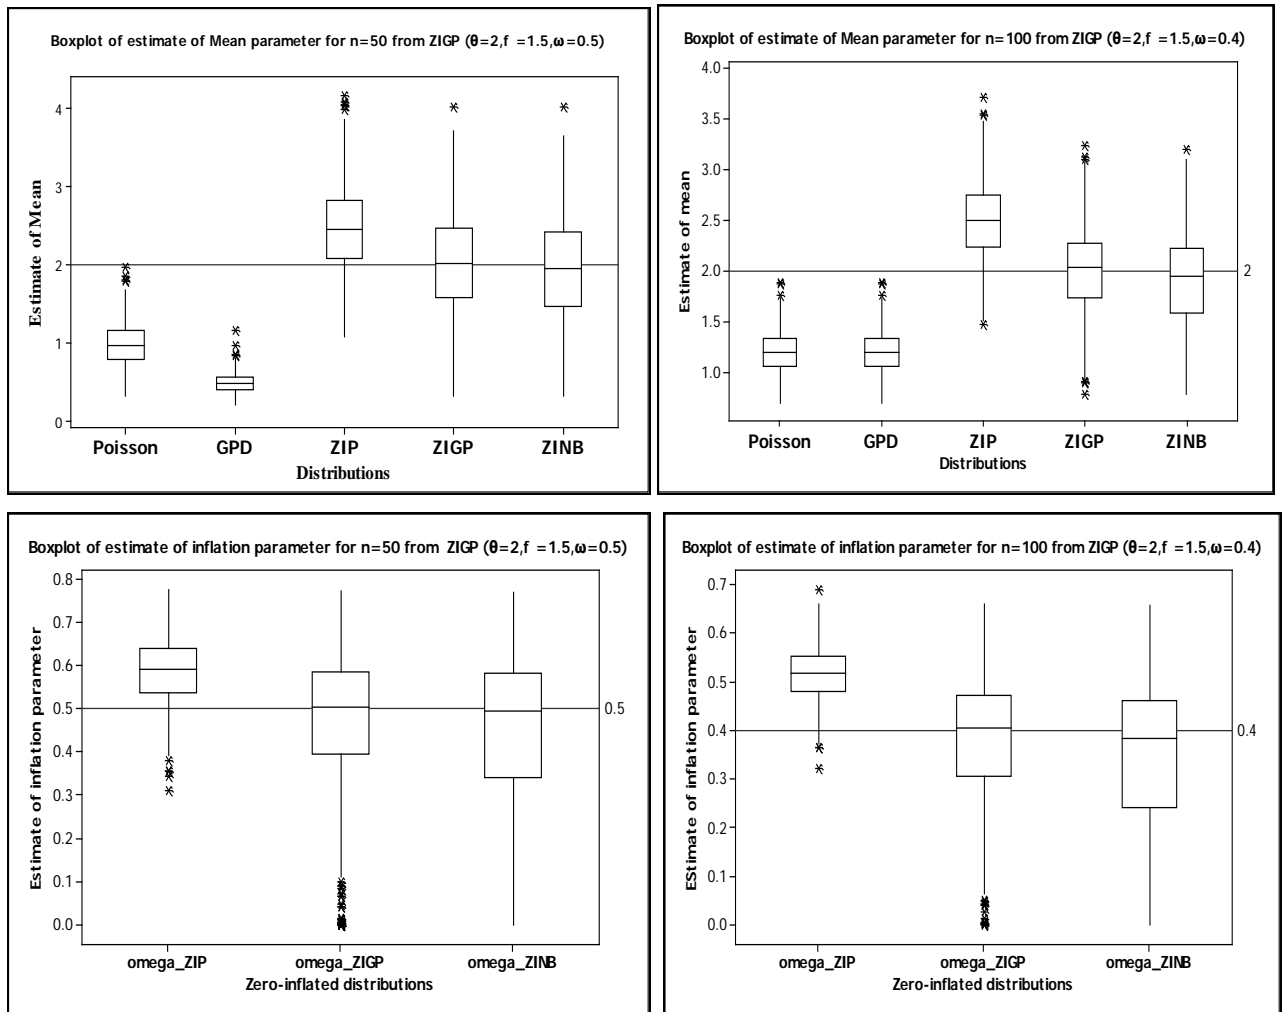 Boxplot of estimate of Mean parameter for n=50 from ZIGP (θ=2,f =1.5,ω=0.5)
Estimate of Mean
4
3
2
1
0
Poisson GPD ZIP ZIGP ZINB
Distributions
Boxplot of estimate of Mean parameter for n=100 from ZIGP (θ=2,f =1.5,ω=0.4)
Estimate of mean
4.0
3.5
3.0
2.5
2.0
1.5
1.0
2
Poisson GPD ZIP ZIGP ZINB
Distributions
Boxplot of estimate of inflation parameter for n=50 from ZIGP (θ=2,f =1.5,ω=0.5)
Estimate of inflation parameter
0.8
0.7
0.6
0.5
0.4
0.3
0.2
0.1
0.0
0.5
omega_ZIP omega_ZIGP omega_ZINB
Zero-inflated distributions
Boxplot of estimate of inflation parameter for n=100 from ZIGP (θ=2,f =1.5,ω=0.4)
EStimate of inflation parameter
0.7
0.6
0.5
0.4
0.3
0.2
0.1
0.0
0.4
omega_ZIP omega_ZIGP omega_ZINB
Zero-inflated distributions